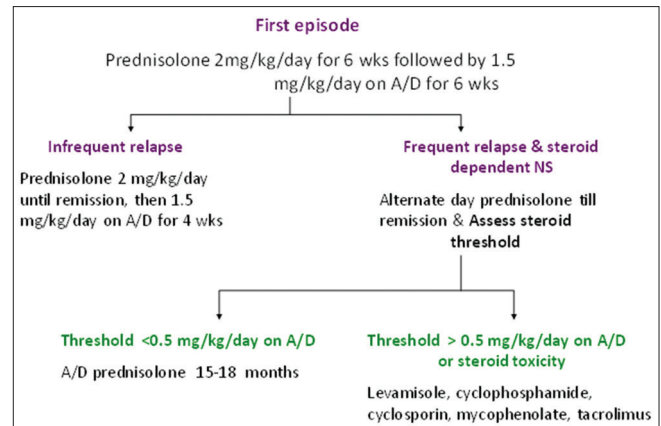 First episode
Prednisolone 2mg/kg/day for 6 wks followed by 1.5
mg/kg/day on A/D for 6 wks
Infrequent relapse
Prednisolone 2 mg/kg/day
until remission, then 1.5
mg/kg/day on A/D for 4 wks
Frequent relapse & steroid
dependent NS
Alternate day prednisolone till
remission & Assess steroid
threshold
Threshold <0.5 mg/kg/day on A/D
A/D prednisolone 15-18 months
Threshold > 0.5 mg/kg/day on A/D
or steroid toxicity
Levamisole, cyclophosphamide,
cyclosporin, mycophenolate, tacrolimus